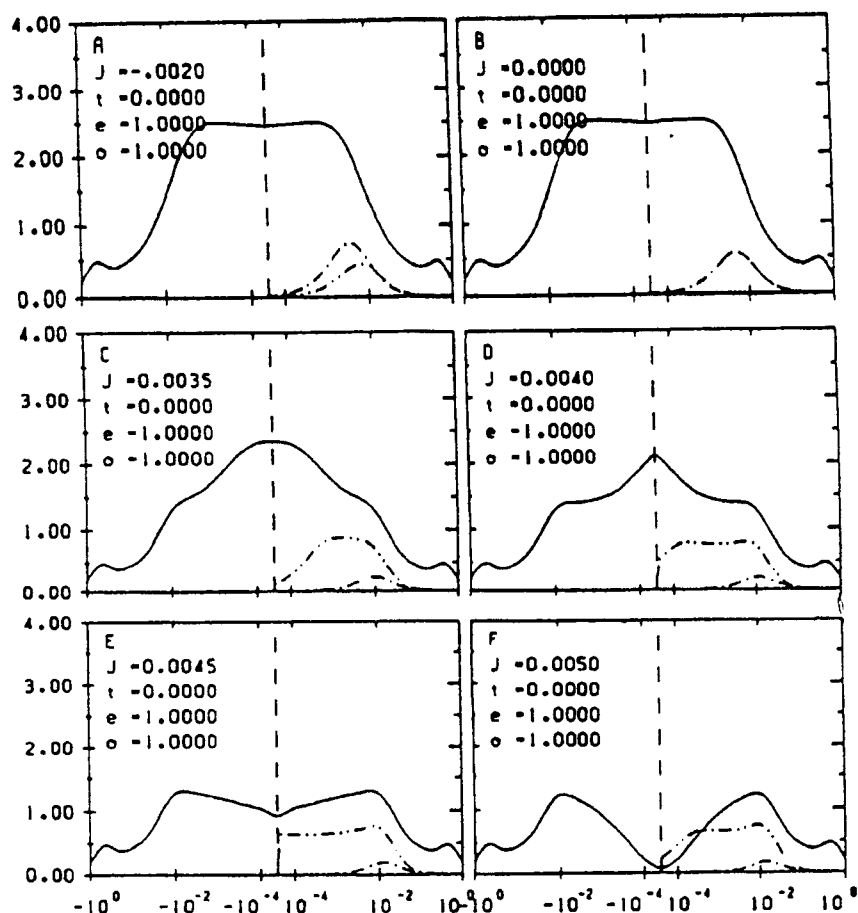 4.00
3.00
2.00
1.00
0.00
A
J =-.0020
t =0.0000
e =1.0000
o =1.0000
B
J =0.0000
t =0.0000
e =1.0000
o =1.0000
4.00
3.00
2.00
1.00
0.00
C
J =0.0035
t =0.0000
e =1.0000
o =1.0000
D
J =0.0040
t =0.0000
e =1.0000
o =1.0000
4.00
3.00
2.00
1.00
0.00
E
J =0.0045
t =0.0000
e =1.0000
o =1.0000
F
J =0.0050
t =0.0000
e =1.0000
o =1.0000
-10⁰ -10⁻² -10⁻⁴ 10⁻⁴ 10⁻² -10⁻² -10⁻⁴ 10⁻⁴ 10⁻² 10⁰